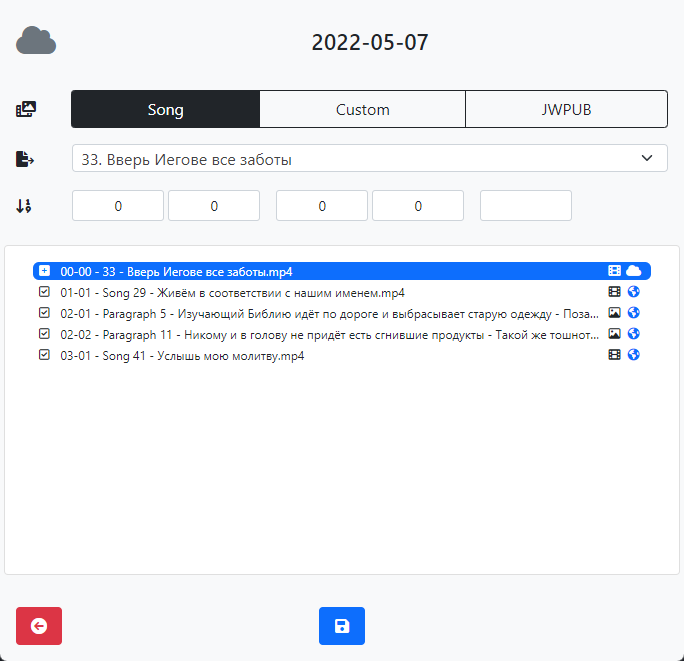 2022-05-07
Song Custom JWPUB
33. Вверь Иегове все заботы
0 0 0 0
00-00 - 33 - Вверь Иегове все заботы.mp4
01-01 - Song 29 - Живём в соответствии с нашим именем.mp4
02-01 - Paragraph 5 - Изучающий Библию идёт по дороге и выбрасывает старую одежду - Поза...
02-02 - Paragraph 11 - Никому и в голову не придёт есть сгнившие продукты - Такой же тошнот...
03-01 - Song 41 - Услышь мою молитву.mp4